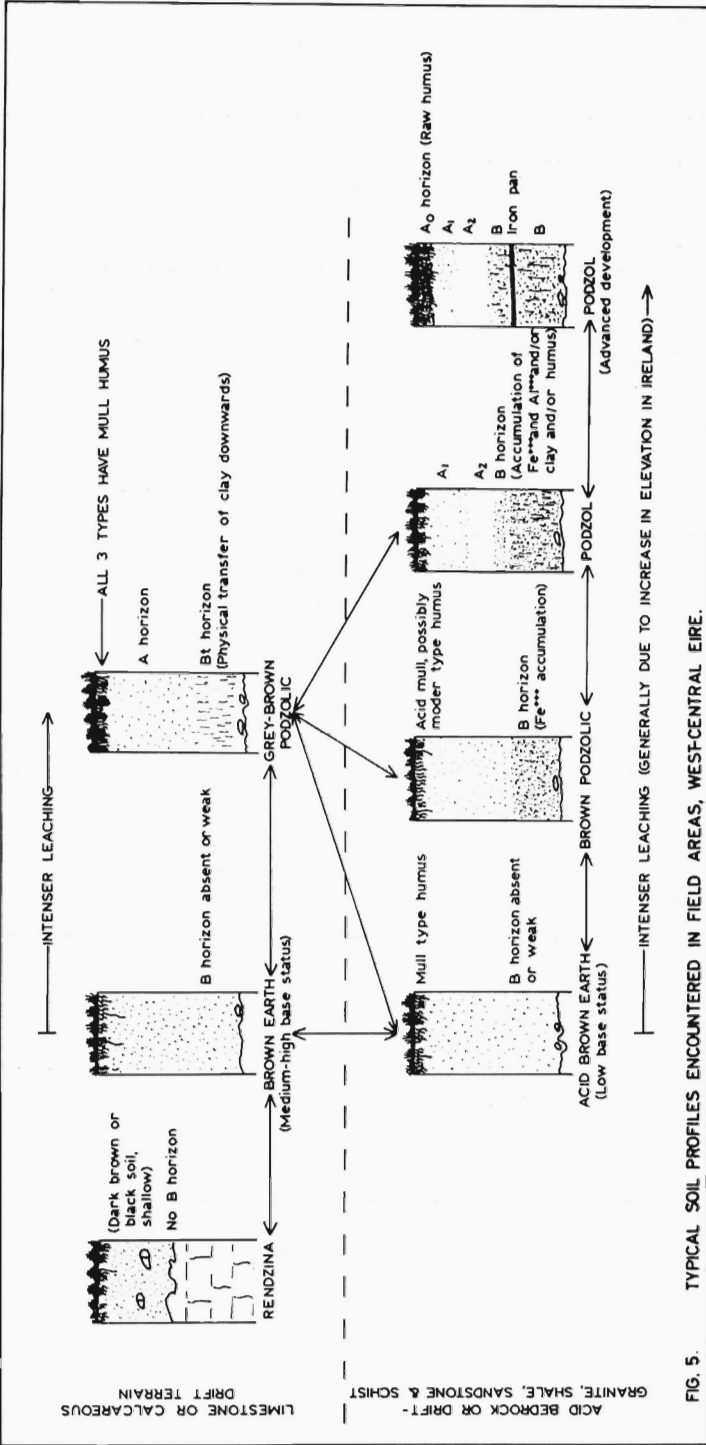 LIMESTONE OR CALCAREOUS
DRIFT TERRAIN
INTENSER LEACHING
ALL 3 TYPES HAVE MULL HUMUS
(Dark brown or
black soil,
shallow)
No B horizon
RENDZINA
B horizon absent or weak
BROWN EARTH
(Medium-high base status)
A horizon
Bt horizon
(Physical transfer of clay downwards)
GREY-BROWN
PODZOLIC
ACID BEDROCK OR DRIFT-
GRANITE, SHALE, SANDSTONE & SCHIST
Mull type humus
B horizon absent
or weak
ACID BROWN EARTH
(Low base status)
Acid mull, possibly
moder type humus
B horizon
(Fe+++ accumulation)
BROWN PODZOLIC
A1
A2
B horizon
(Accumulation of
Fe+++ and Al+++ and/or
clay and/or humus)
PODZOL
Ao horizon (Raw humus)
A1
A2
B
Iron pan
B
PODZOL
(Advanced development)
INTENSER LEACHING (GENERALLY DUE TO INCREASE IN ELEVATION IN IRELAND)
FIG. 5. TYPICAL SOIL PROFILES ENCOUNTERED IN FIELD AREAS, WEST-CENTRAL EIRE.